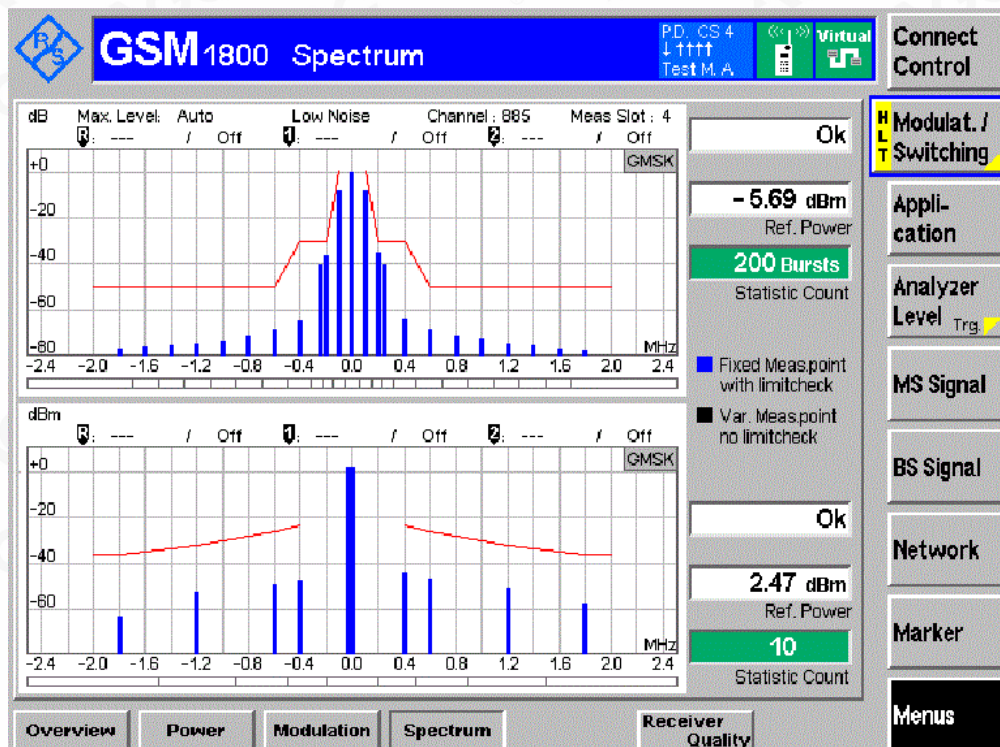 R/S
GSM 1800 Spectrum
P.D. CS 4
↓ ↑↑↑↑
Test M. A.
Virtual
Connect Control
dB Max. Level: Auto Low Noise Channel : 885 Meas Slot : 4
R: --- / Off 1: --- / Off 2: --- / Off
GMSK
+0
-20
-40
-60
-80
MHz
-2.4 -2.0 -1.6 -1.2 -0.8 -0.4 0.0 0.4 0.8 1.2 1.6 2.0 2.4
Ok
-5.69 dBm
Ref. Power
200 Bursts
Statistic Count
Fixed Meas.point
with limitcheck
Var. Meas.point
no limitcheck
dBm
R: --- / Off 1: --- / Off 2: --- / Off
GMSK
+0
-20
-40
-60
MHz
-2.4 -2.0 -1.6 -1.2 -0.8 -0.4 0.0 0.4 0.8 1.2 1.6 2.0 2.4
Ok
2.47 dBm
Ref. Power
10
Statistic Count
HLT
Modulat. /
Switching
Appli-
cation
Analyzer
Level Trg.
MS Signal
BS Signal
Network
Marker
Menus
Overview Power Modulation Spectrum Receiver
Quality